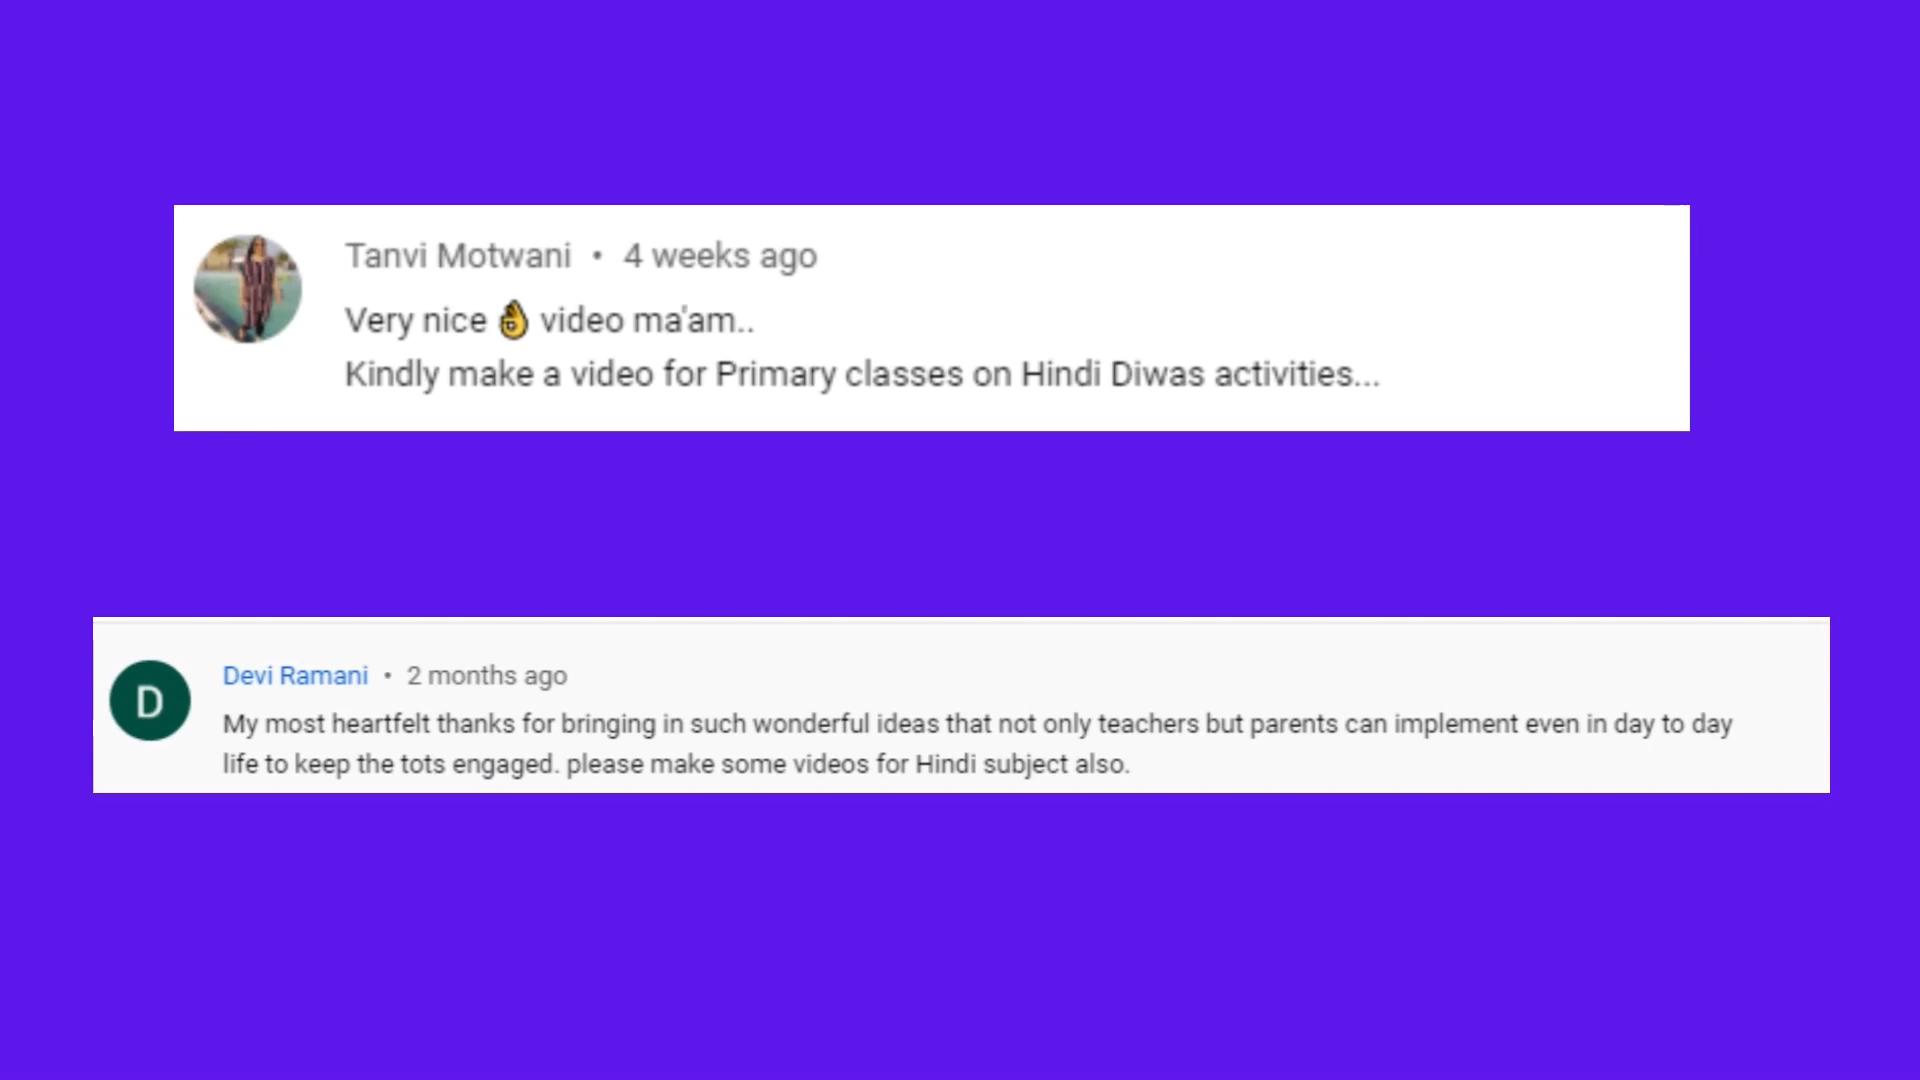 Tanvi Motwani • 4 weeks ago
Very nice 👌 video ma'am..
Kindly make a video for Primary classes on Hindi Diwas activities...
D
Devi Ramani • 2 months ago
My most heartfelt thanks for bringing in such wonderful ideas that not only teachers but parents can implement even in day to day
life to keep the tots engaged. please make some videos for Hindi subject also.